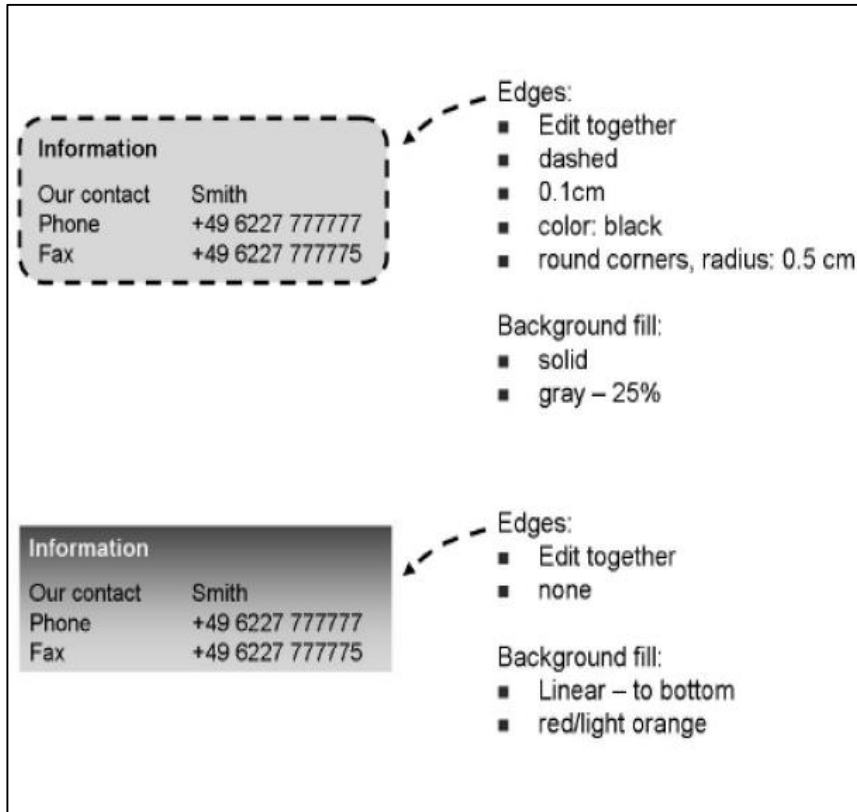 Information
Our contact Smith
Phone +49 6227 777777
Fax +49 6227 777775
Edges:
■ Edit together
■ dashed
■ 0.1cm
■ color: black
■ round corners, radius: 0.5 cm
Background fill:
■ solid
■ gray – 25%
Information
Our contact Smith
Phone +49 6227 777777
Fax +49 6227 777775
Edges:
■ Edit together
■ none
Background fill:
■ Linear – to bottom
■ red/light orange